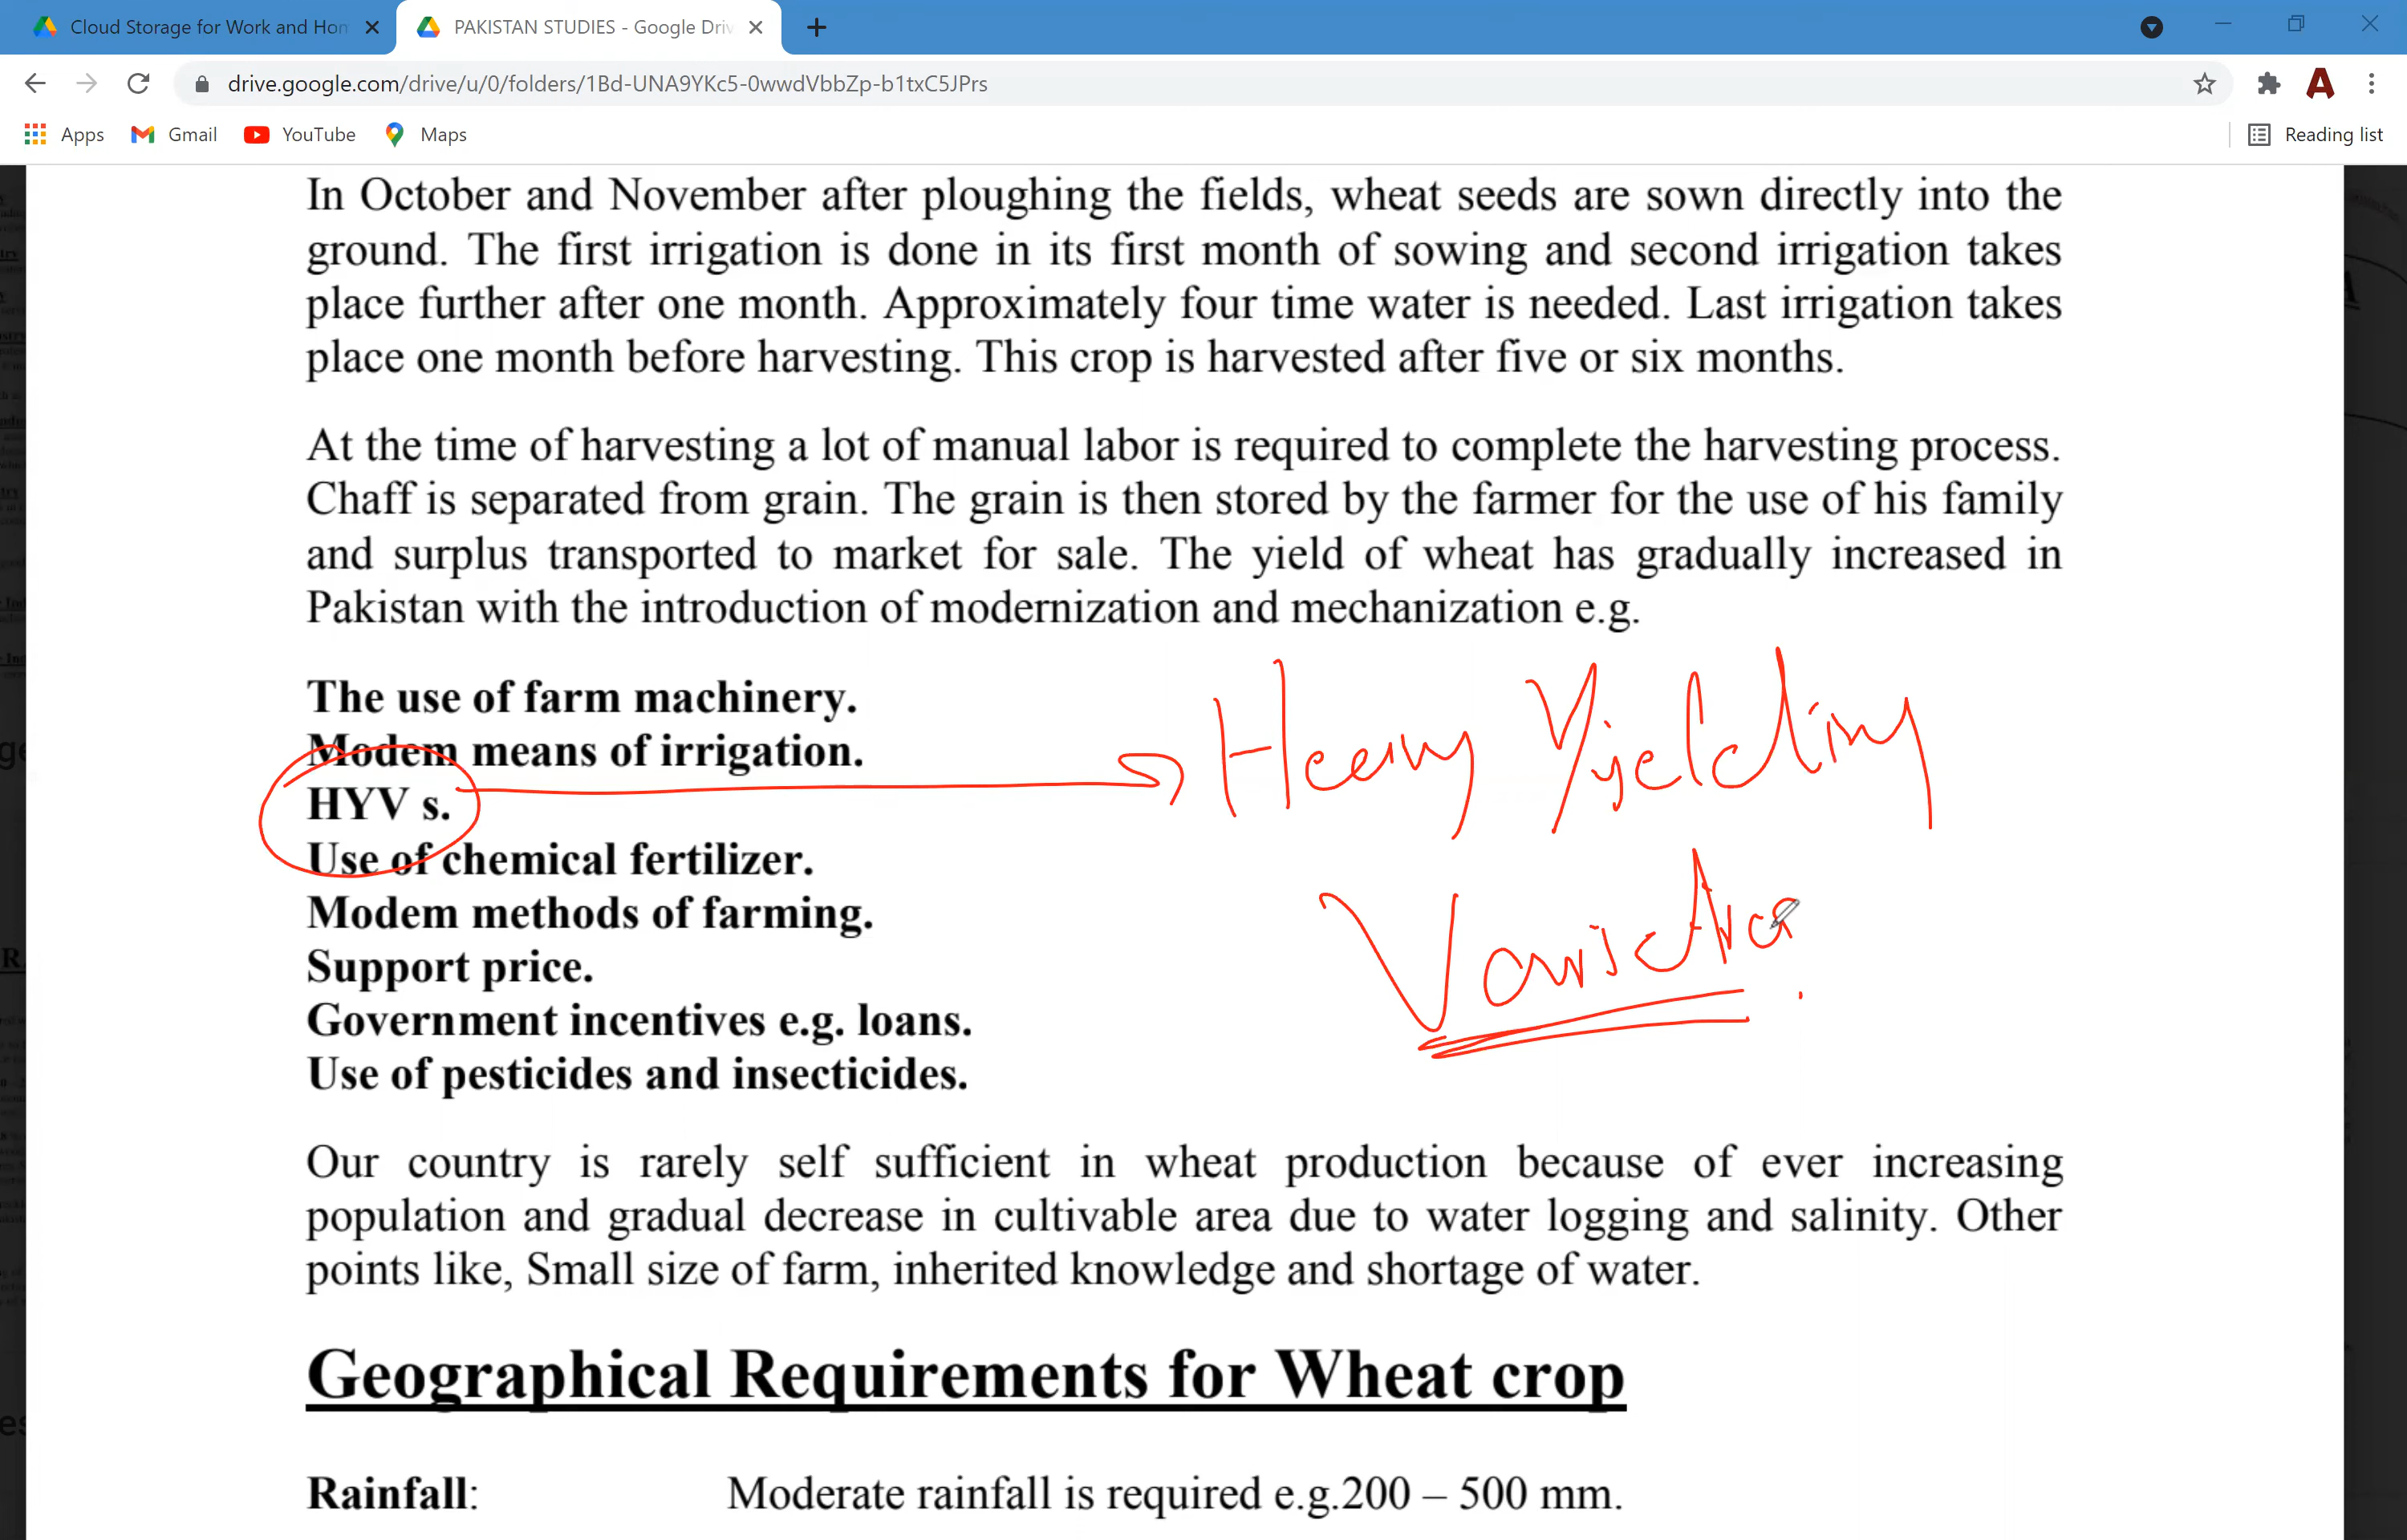 Cloud Storage for Work and Hon
PAKISTAN STUDIES - Google Driv
drive.google.com/drive/u/0/folders/1Bd-UNA9YKc5-0wwdVbbZp-b1txC5JPrs
Apps Gmail YouTube Maps Reading list
In October and November after ploughing the fields, wheat seeds are sown directly into the
ground. The first irrigation is done in its first month of sowing and second irrigation takes
place further after one month. Approximately four time water is needed. Last irrigation takes
place one month before harvesting. This crop is harvested after five or six months.
At the time of harvesting a lot of manual labor is required to complete the harvesting process.
Chaff is separated from grain. The grain is then stored by the farmer for the use of his family
and surplus transported to market for sale. The yield of wheat has gradually increased in
Pakistan with the introduction of modernization and mechanization e.g.
The use of farm machinery.
Modem means of irrigation.
HYV s.
Heavy Yielding
Use of chemical fertilizer.
Modem methods of farming.
Varieties
Support price.
Government incentives e.g. loans.
Use of pesticides and insecticides.
Our country is rarely self sufficient in wheat production because of ever increasing
population and gradual decrease in cultivable area due to water logging and salinity. Other
points like, Small size of farm, inherited knowledge and shortage of water.
Geographical Requirements for Wheat crop
Rainfall: Moderate rainfall is required e.g.200 – 500 mm.